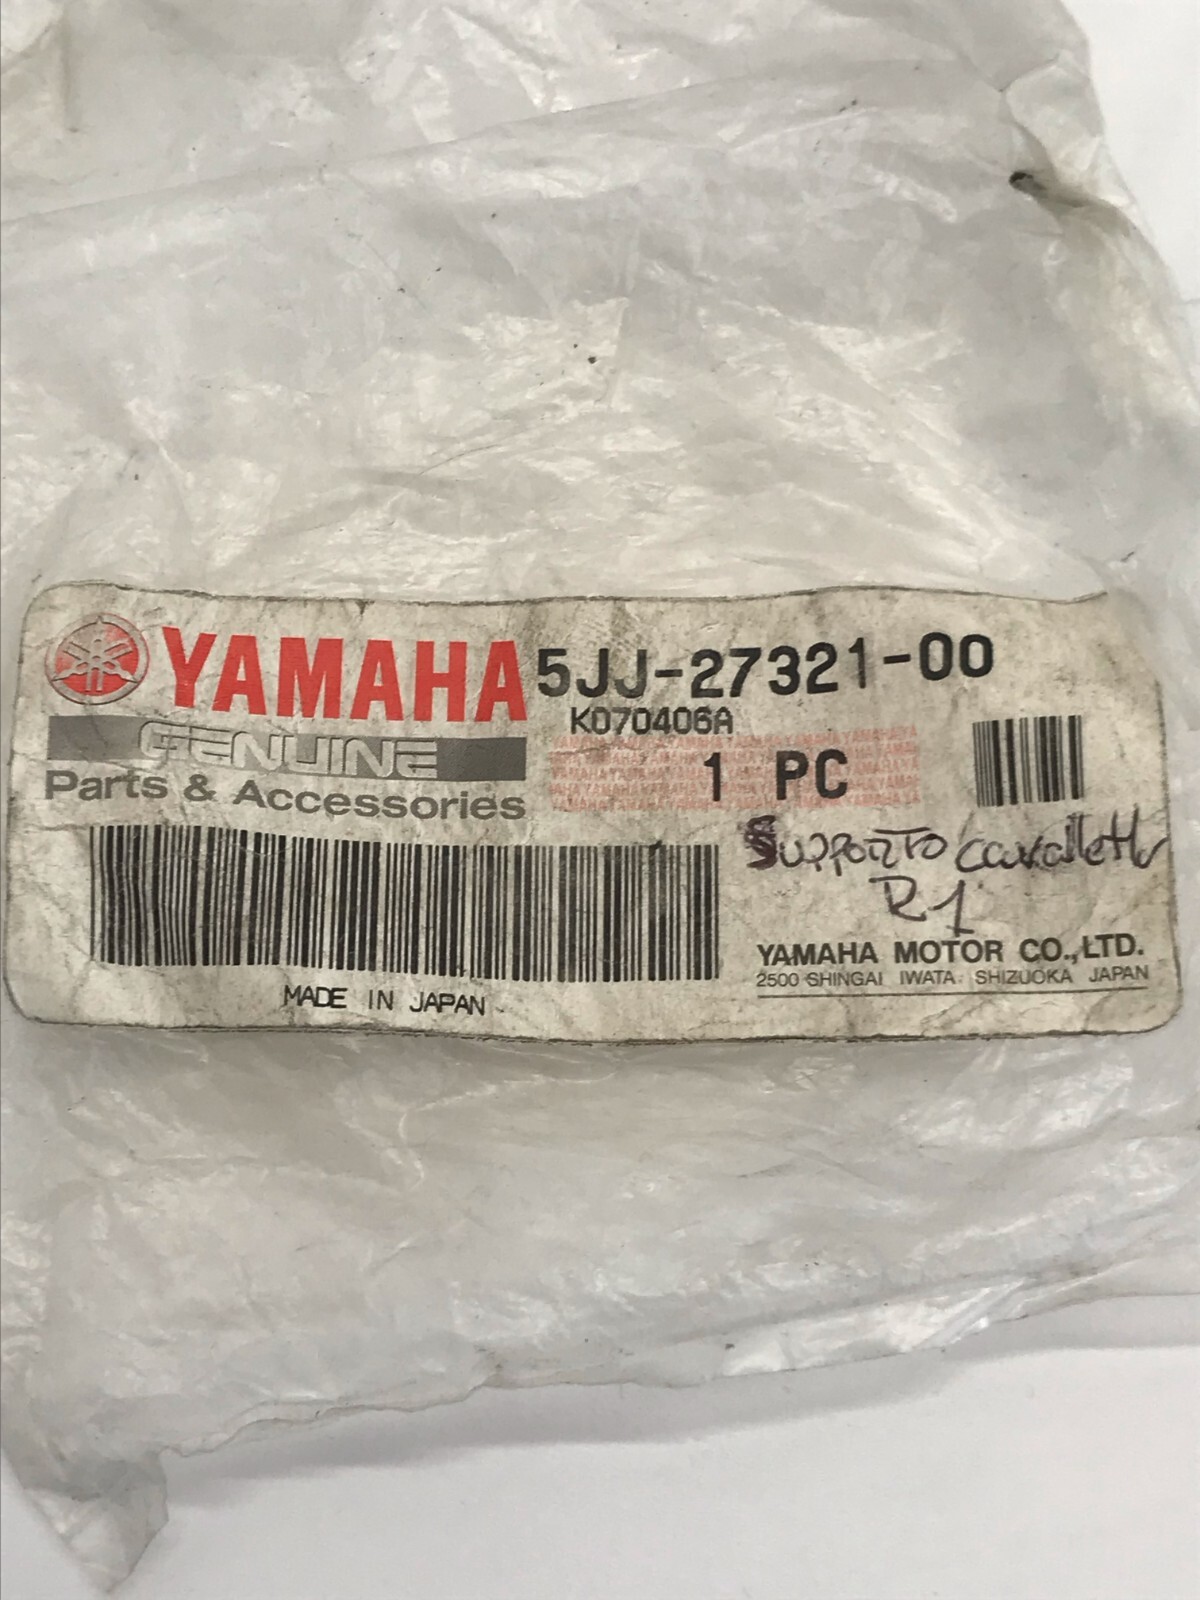 YAMAHA 5JJ-27321-00
K070406A
GENUINE
1 PC
Parts & Accessories
Supporto cavalletto
R1
YAMAHA MOTOR CO.,LTD.
2500 SHINGAI IWATA SHIZUOKA JAPAN
MADE IN JAPAN